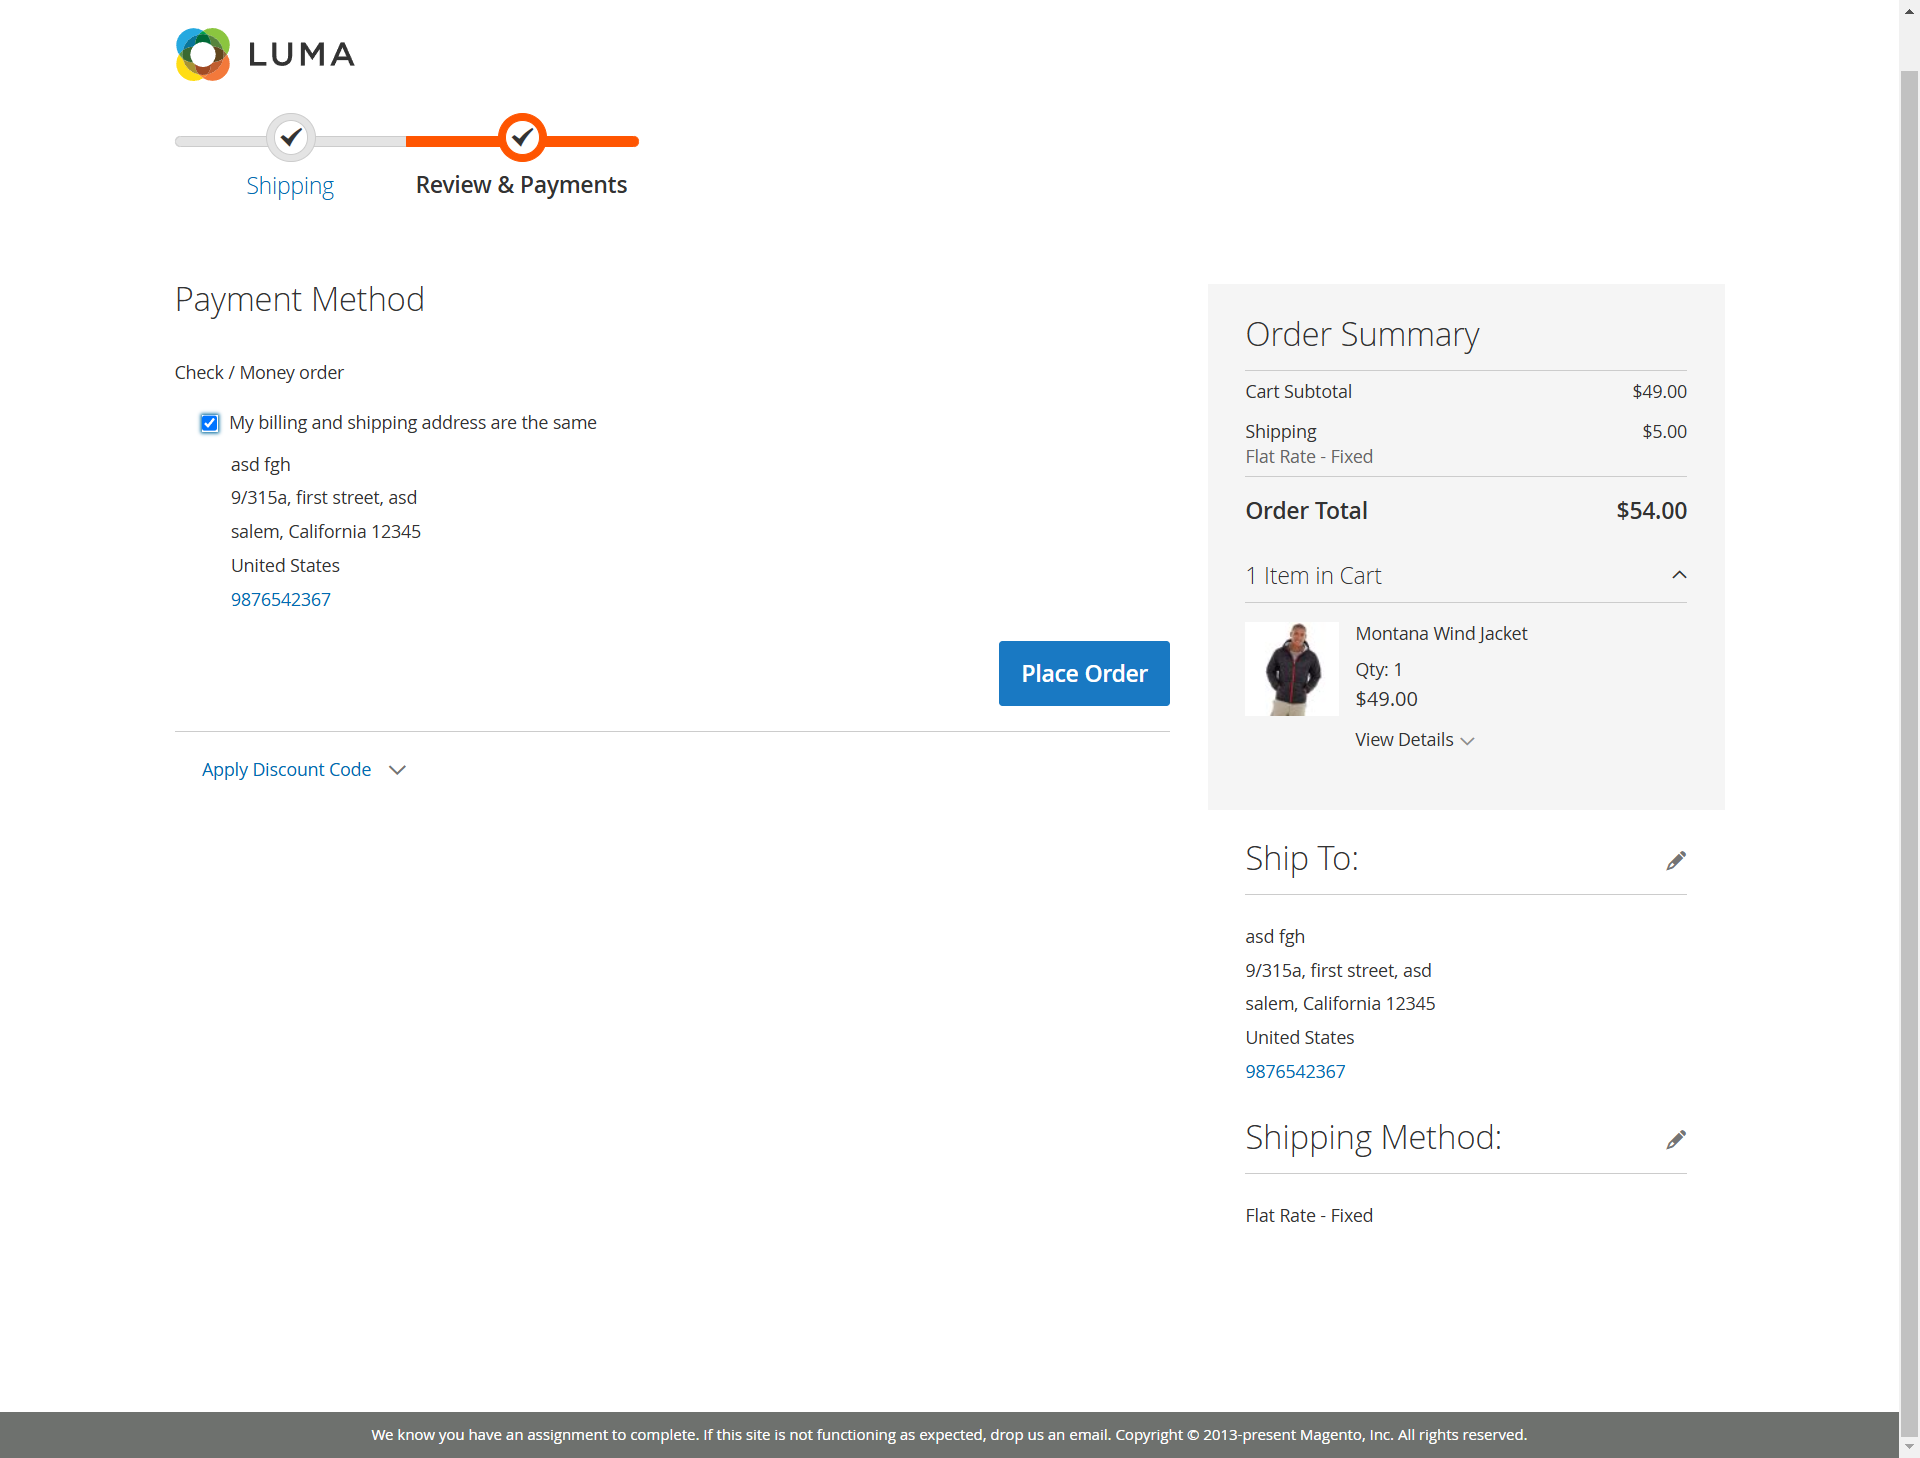 LUMA
Shipping
Review & Payments
Payment Method
Check / Money order
My billing and shipping address are the same
asd fgh
9/315a, first street, asd
salem, California 12345
United States
9876542367
Place Order
Apply Discount Code
Order Summary
Cart Subtotal $49.00
Shipping $5.00
Flat Rate - Fixed
Order Total $54.00
1 Item in Cart
Montana Wind Jacket
Qty: 1
$49.00
View Details
Ship To:
asd fgh
9/315a, first street, asd
salem, California 12345
United States
9876542367
Shipping Method:
Flat Rate - Fixed
We know you have an assignment to complete. If this site is not functioning as expected, drop us an email. Copyright © 2013-present Magento, Inc. All rights reserved.